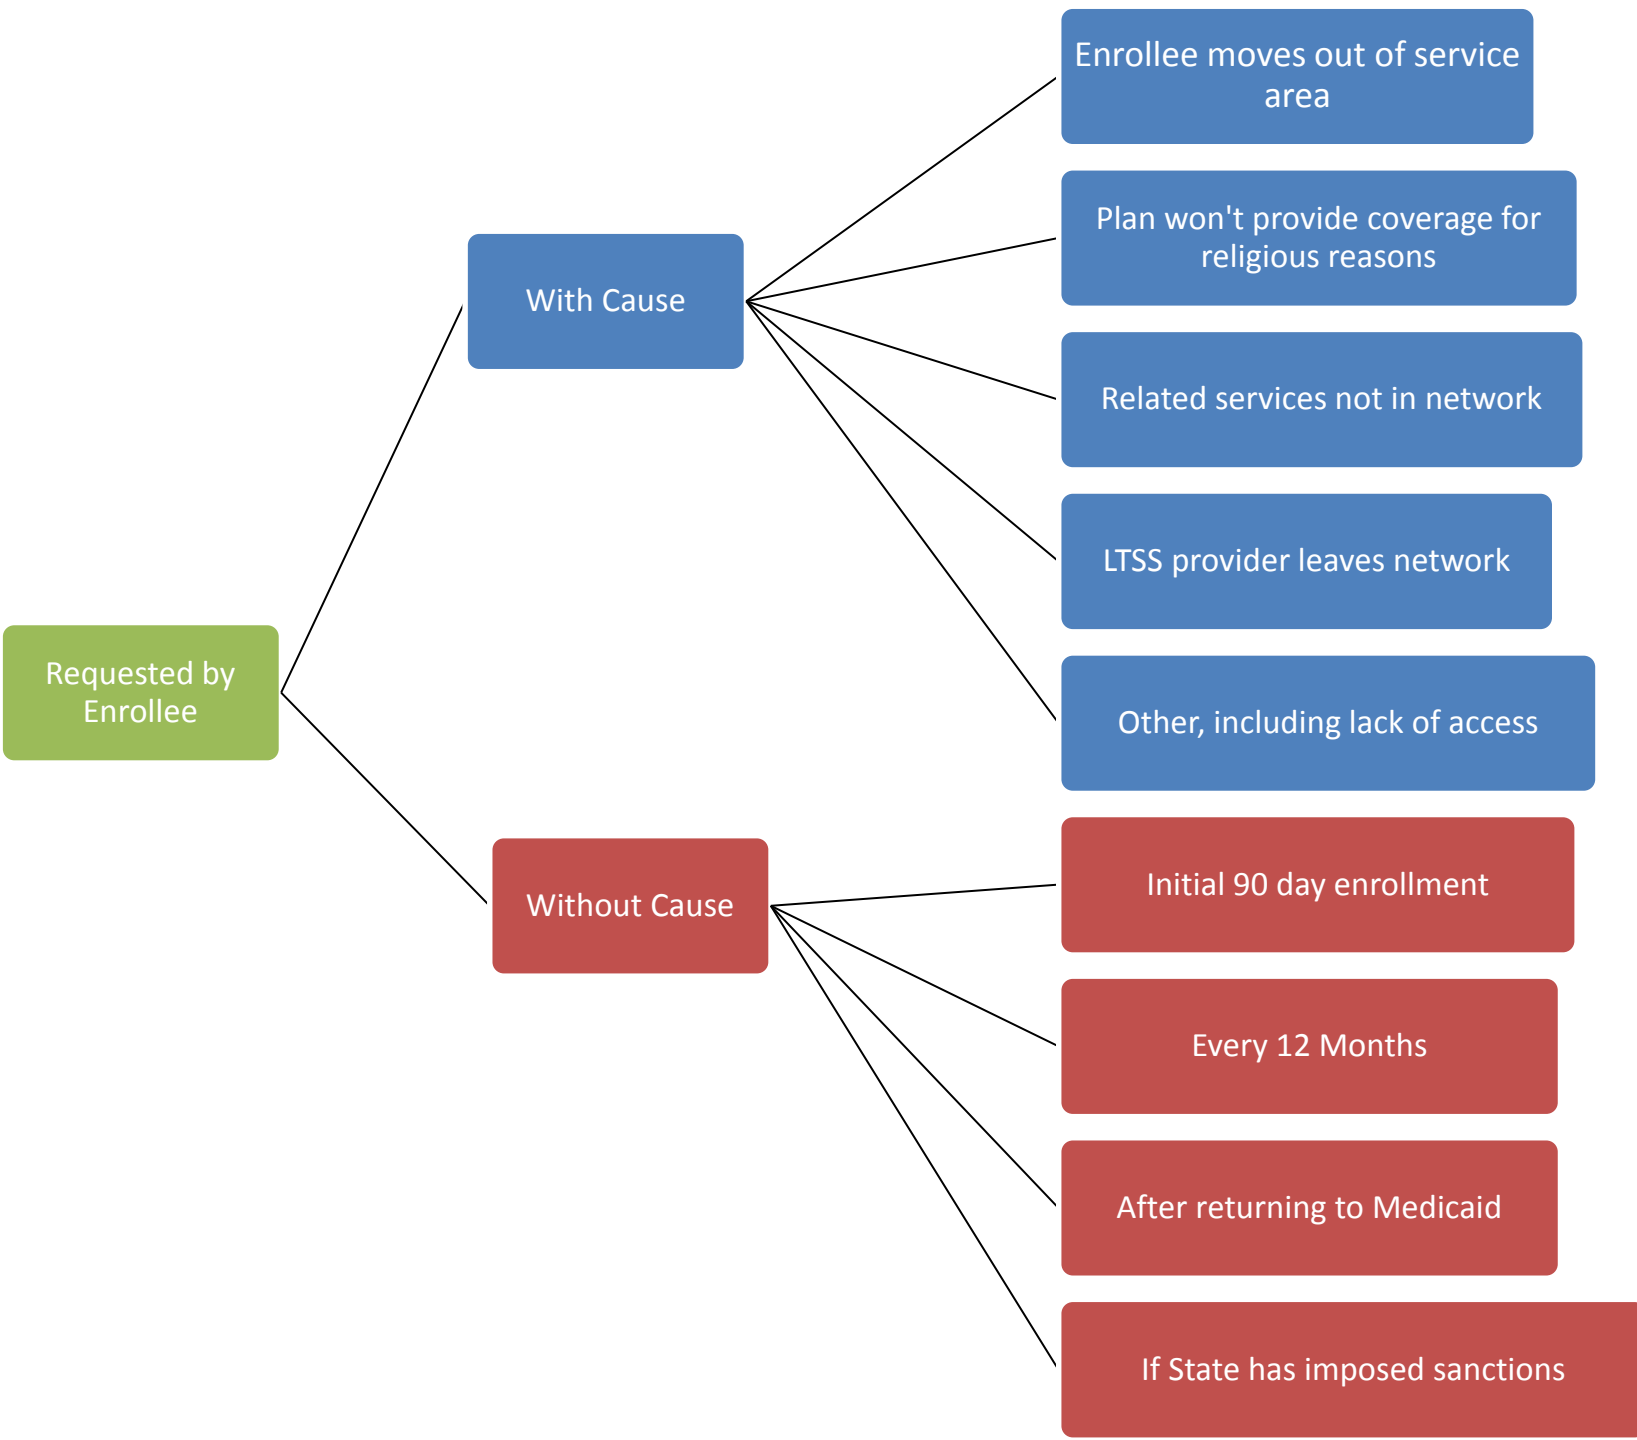 Requested by
Enrollee
With Cause
Enrollee moves out of service
area
Plan won't provide coverage for
religious reasons
Related services not in network
LTSS provider leaves network
Other, including lack of access
Without Cause
Initial 90 day enrollment
Every 12 Months
After returning to Medicaid
If State has imposed sanctions